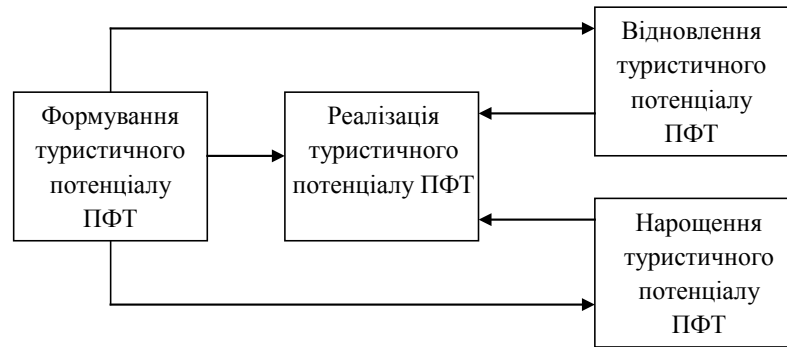 Формування
туристичного
потенціалу
ПФТ
Реалізація
туристичного
потенціалу ПФТ
Відновлення
туристичного
потенціалу
ПФТ
Нарощення
туристичного
потенціалу
ПФТ